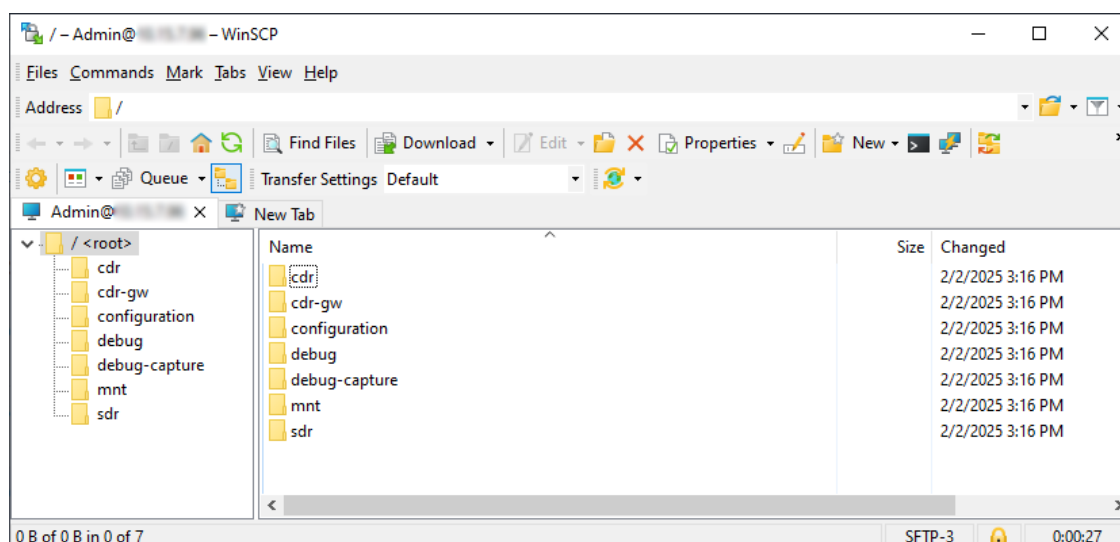 / – Admin@ – WinSCP
Files Commands Mark Tabs View Help
Address /
Find Files Download Edit Properties New
Queue Transfer Settings Default
Admin@ New Tab
/ <root>
cdr
cdr-gw
configuration
debug
debug-capture
mnt
sdr
Name Size Changed
cdr 2/2/2025 3:16 PM
cdr-gw 2/2/2025 3:16 PM
configuration 2/2/2025 3:16 PM
debug 2/2/2025 3:16 PM
debug-capture 2/2/2025 3:16 PM
mnt 2/2/2025 3:16 PM
sdr 2/2/2025 3:16 PM
0 B of 0 B in 0 of 7 SFTP-3 0:00:27